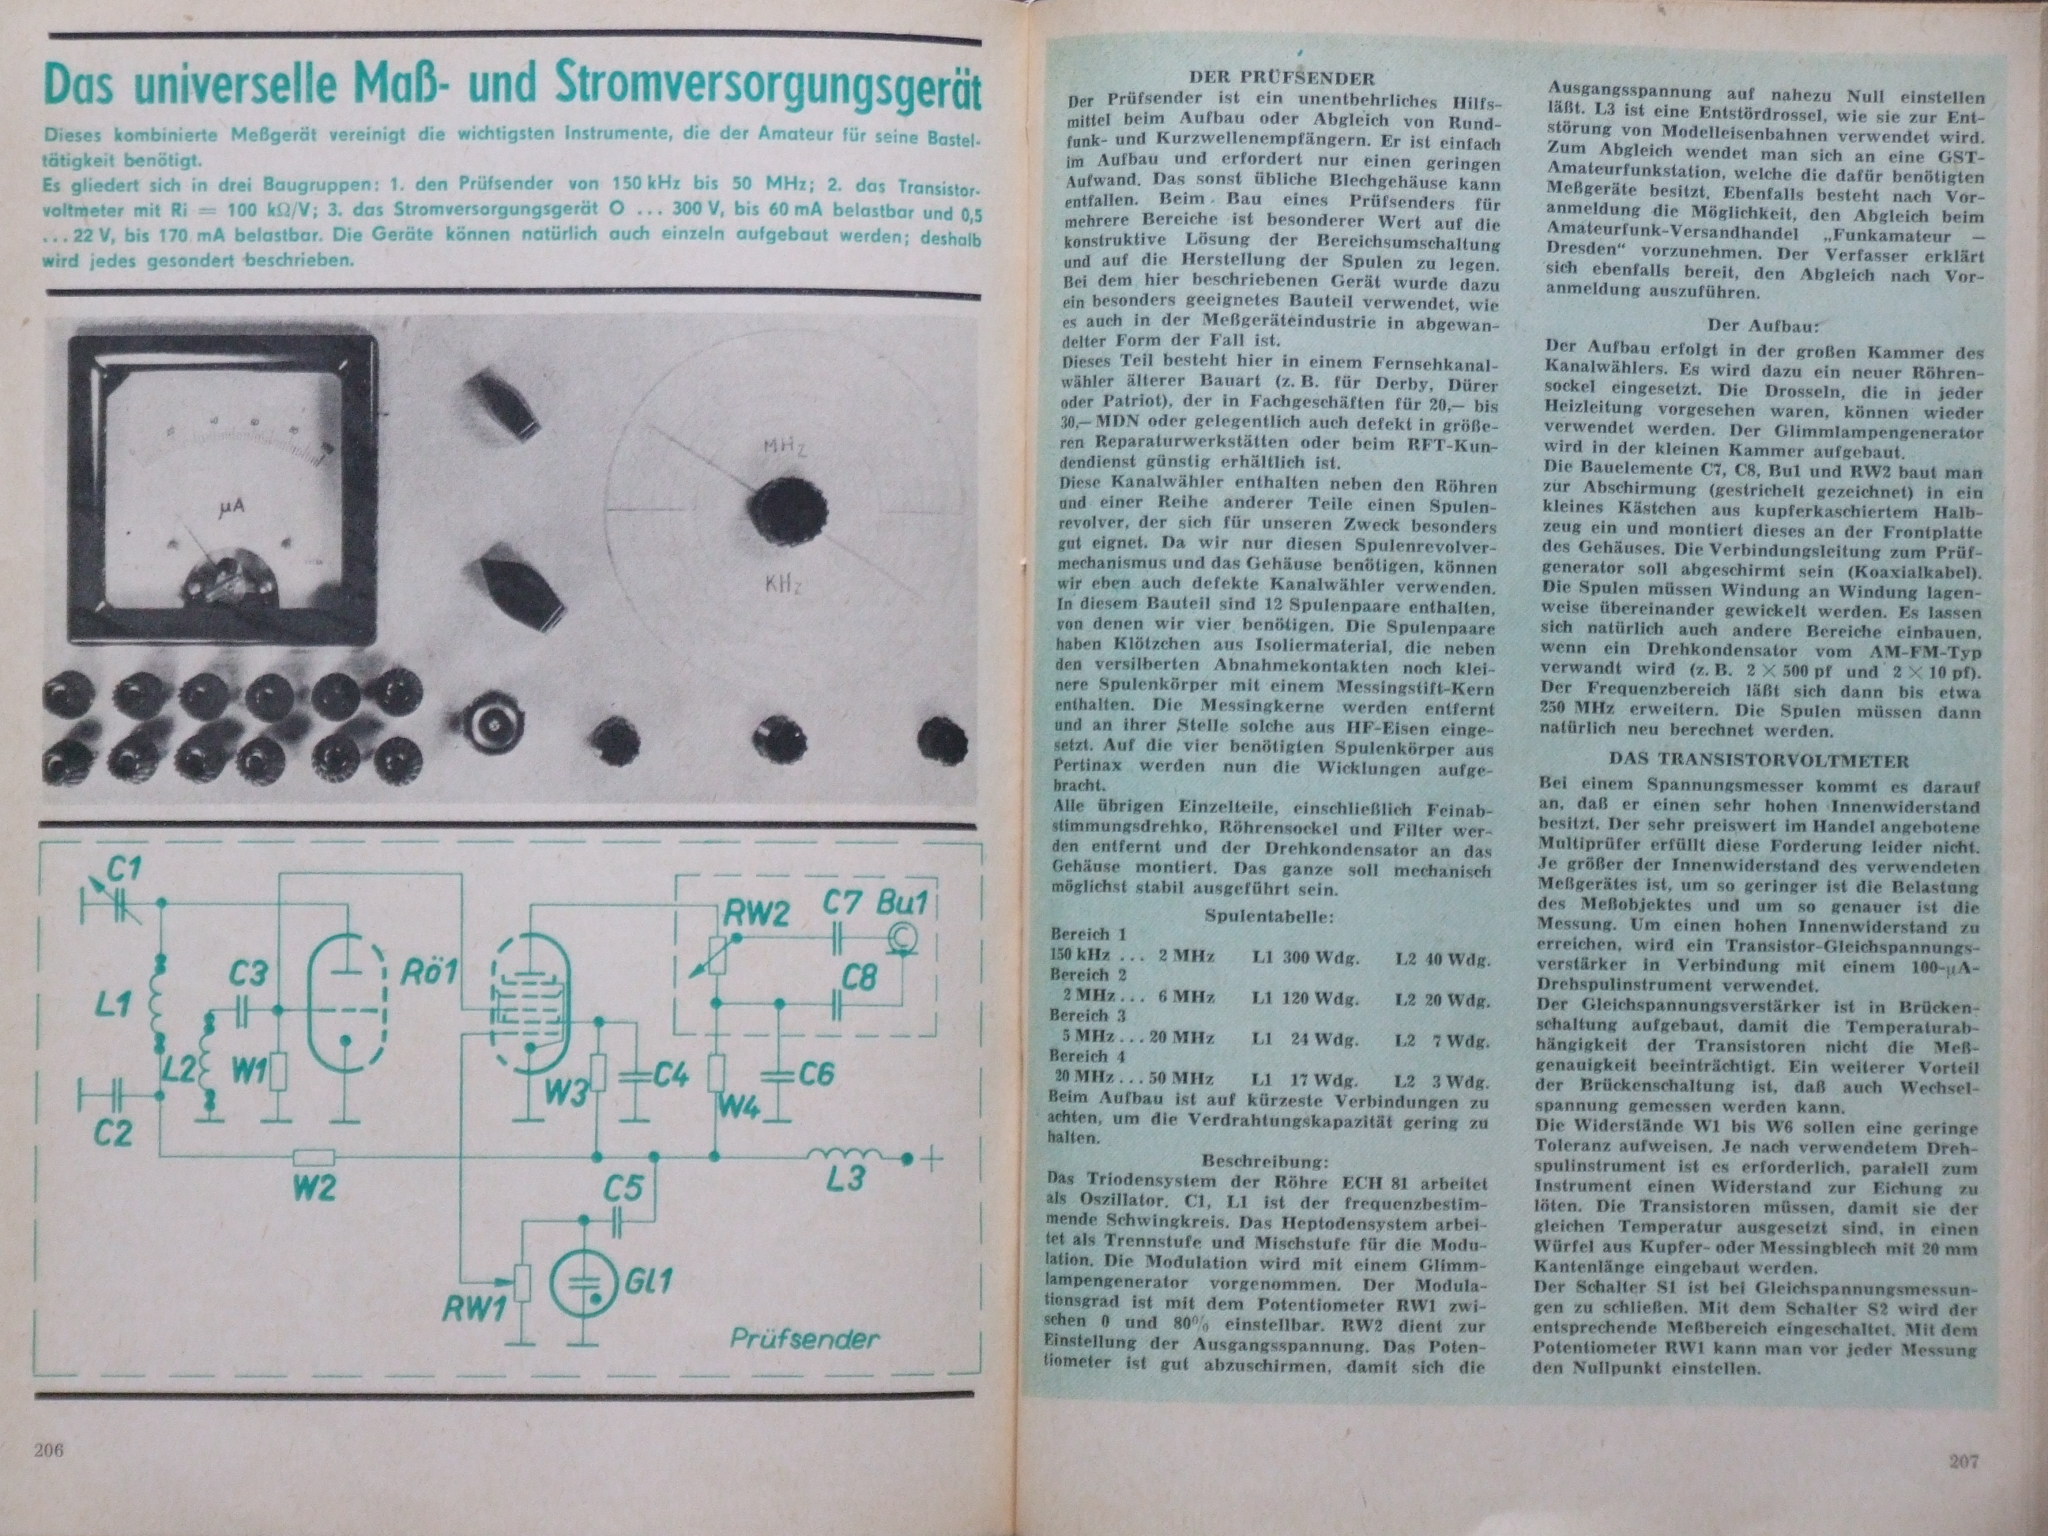 Das universelle Maß- und Stromversorgungsgerät
Dieses kombinierte Meßgerät vereinigt die wichtigsten Instrumente, die der Amateur für seine Bastel-
tätigkeit benötigt.
Es gliedert sich in drei Baugruppen: 1. den Prüfsender von 150 kHz bis 50 MHz; 2. das Transistor-
voltmeter mit Ri = 100 kΩ/V; 3. das Stromversorgungsgerät O ... 300 V, bis 60 mA belastbar und 0,5
... 22 V, bis 170 mA belastbar. Die Geräte können natürlich auch einzeln aufgebaut werden; deshalb
wird jedes gesondert beschrieben.
µA
MHz
KHz
C1
L1
C3
L2
W1
C2
W2
Rö1
RW2
C7
Bu1
C8
W3
C4
W4
C6
L3
+
C5
RW1
Gl1
Prüfsender
206
DER PRÜFSENDER
Der Prüfsender ist ein unentbehrliches Hilfs-
mittel beim Aufbau oder Abgleich von Rund-
funk- und Kurzwellenempfängern. Er ist einfach
im Aufbau und erfordert nur einen geringen
Aufwand. Das sonst übliche Blechgehäuse kann
entfallen. Beim Bau eines Prüfsenders für
mehrere Bereiche ist besonderer Wert auf die
konstruktive Lösung der Bereichsumschaltung
und auf die Herstellung der Spulen zu legen.
Bei dem hier beschriebenen Gerät wurde dazu
ein besonders geeignetes Bauteil verwendet, wie
es auch in der Meßgeräteindustrie in abgewan-
delter Form der Fall ist.
Dieses Teil besteht hier in einem Fernsehkanal-
wähler älterer Bauart (z. B. für Derby, Dürer
oder Patriot), der in Fachgeschäften für 20,— bis
30,— MDN oder gelegentlich auch defekt in größe-
ren Reparaturwerkstätten oder beim RFT-Kun-
dendienst günstig erhältlich ist.
Diese Kanalwähler enthalten neben den Röhren
und einer Reihe anderer Teile einen Spulen-
revolver, der sich für unseren Zweck besonders
gut eignet. Da wir nur diesen Spulenrevolver-
mechanismus und das Gehäuse benötigen, können
wir eben auch defekte Kanalwähler verwenden.
In diesem Bauteil sind 12 Spulenpaare enthalten,
von denen wir vier benötigen. Die Spulenpaare
haben Klötzchen aus Isoliermaterial, die neben
den versilberten Abnahmekontakten noch klei-
nere Spulenkörper mit einem Messingstift-Kern
enthalten. Die Messingkerne werden entfernt
und an ihrer Stelle solche aus HF-Eisen einge-
setzt. Auf die vier benötigten Spulenkörper aus
Pertinax werden nun die Wicklungen aufge-
bracht.
Alle übrigen Einzelteile, einschließlich Feinab-
stimmungsdrehko, Röhrensockel und Filter wer-
den entfernt und der Drehkondensator an das
Gehäuse montiert. Das ganze soll mechanisch
möglichst stabil ausgeführt sein.
Spulentabelle:
Bereich 1
150 kHz ... 2 MHz L1 300 Wdg. L2 40 Wdg.
Bereich 2
2 MHz ... 6 MHz L1 120 Wdg. L2 20 Wdg.
Bereich 3
5 MHz ... 20 MHz L1 24 Wdg. L2 7 Wdg.
Bereich 4
20 MHz ... 50 MHz L1 17 Wdg. L2 3 Wdg.
Beim Aufbau ist auf kürzeste Verbindungen zu
achten, um die Verdrahtungskapazität gering zu
halten.
Beschreibung:
Das Triodensystem der Röhre ECH 81 arbeitet
als Oszillator. C1, L1 ist der frequenzbestim-
mende Schwingkreis. Das Heptodensystem arbei-
tet als Trennstufe und Mischstufe für die Modu-
lation. Die Modulation wird mit einem Glimm-
lampengenerator vorgenommen. Der Modula-
tionsgrad ist mit dem Potentiometer RW1 zwi-
schen 0 und 80% einstellbar. RW2 dient zur
Einstellung der Ausgangsspannung. Das Poten-
tiometer ist gut abzuschirmen, damit sich die
Ausgangsspannung auf nahezu Null einstellen
läßt. L3 ist eine Entstördrossel, wie sie zur Ent-
störung von Modelleisenbahnen verwendet wird.
Zum Abgleich wendet man sich an eine GST-
Amateurfunkstation, welche die dafür benötigten
Meßgeräte besitzt. Ebenfalls besteht nach Vor-
anmeldung die Möglichkeit, den Abgleich beim
Amateurfunk-Versandhandel „Funkamateur —
Dresden“ vorzunehmen. Der Verfasser erklärt
sich ebenfalls bereit, den Abgleich nach Vor-
anmeldung auszuführen.
Der Aufbau:
Der Aufbau erfolgt in der großen Kammer des
Kanalwählers. Es wird dazu ein neuer Röhren-
sockel eingesetzt. Die Drosseln, die in jeder
Heizleitung vorgesehen waren, können wieder
verwendet werden. Der Glimmlampengenerator
wird in der kleinen Kammer aufgebaut.
Die Bauelemente C7, C8, Bu1 und RW2 baut man
zur Abschirmung (gestrichelt gezeichnet) in ein
kleines Kästchen aus kupferkaschiertem Halb-
zeug ein und montiert dieses an der Frontplatte
des Gehäuses. Die Verbindungsleitung zum Prüf-
generator soll abgeschirmt sein (Koaxialkabel).
Die Spulen müssen Windung an Windung lagen-
weise übereinander gewickelt werden. Es lassen
sich natürlich auch andere Bereiche einbauen,
wenn ein Drehkondensator vom AM-FM-Typ
verwandt wird (z. B. 2 × 500 pf und 2 × 10 pf).
Der Frequenzbereich läßt sich dann bis etwa
250 MHz erweitern. Die Spulen müssen dann
natürlich neu berechnet werden.
DAS TRANSISTORVOLTMETER
Bei einem Spannungsmesser kommt es darauf
an, daß er einen sehr hohen Innenwiderstand
besitzt. Der sehr preiswert im Handel angebotene
Multiprüfer erfüllt diese Forderung leider nicht.
Je größer der Innenwiderstand des verwendeten
Meßgerätes ist, um so geringer ist die Belastung
des Meßobjektes und um so genauer ist die
Messung. Um einen hohen Innenwiderstand zu
erreichen, wird ein Transistor-Gleichspannungs-
verstärker in Verbindung mit einem 100-µA-
Drehspulinstrument verwendet.
Der Gleichspannungsverstärker ist in Brücken-
schaltung aufgebaut, damit die Temperaturab-
hängigkeit der Transistoren nicht die Meß-
genauigkeit beeinträchtigt. Ein weiterer Vorteil
der Brückenschaltung ist, daß auch Wechsel-
spannung gemessen werden kann.
Die Widerstände W1 bis W6 sollen eine geringe
Toleranz aufweisen. Je nach verwendetem Dreh-
spulinstrument ist es erforderlich, paralell zum
Instrument einen Widerstand zur Eichung zu
löten. Die Transistoren müssen, damit sie der
gleichen Temperatur ausgesetzt sind, in einen
Würfel aus Kupfer- oder Messingblech mit 20 mm
Kantenlänge eingebaut werden.
Der Schalter S1 ist bei Gleichspannungsmessun-
gen zu schließen. Mit dem Schalter S2 wird der
entsprechende Meßbereich eingeschaltet. Mit dem
Potentiometer RW1 kann man vor jeder Messung
den Nullpunkt einstellen.
207